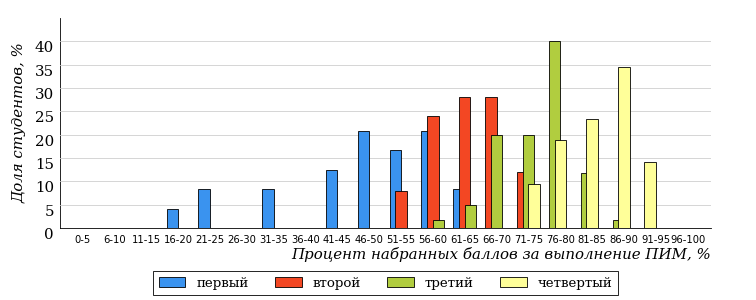 Доля студентов, %
40
35
30
25
20
15
10
5
0
0-5 6-10 11-15 16-20 21-25 26-30 31-35 36-40 41-45 46-50 51-55 56-60 61-65 66-70 71-75 76-80 81-85 86-90 91-95 96-100
Процент набранных баллов за выполнение ПИМ, %
первый второй третий четвертый